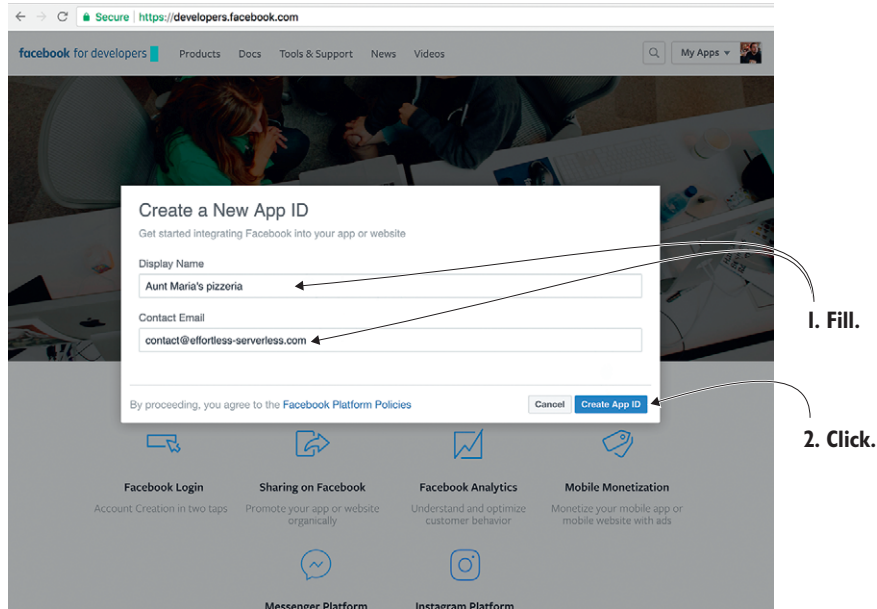 Secure https://developers.facebook.com
facebook for developers Products Docs Tools & Support News Videos My Apps
Create a New App ID
Get started integrating Facebook into your app or website
Display Name
Aunt Maria's pizzeria
Contact Email
contact@effortless-serverless.com
1. Fill.
By proceeding, you agree to the Facebook Platform Policies Cancel Create App ID
2. Click.
Facebook Login Sharing on Facebook Facebook Analytics Mobile Monetization
Account Creation in two taps Promote your app or website Understand and optimize Monetize your mobile app or
organically customer behavior mobile website with ads
Messenger Platform Instagram Platform